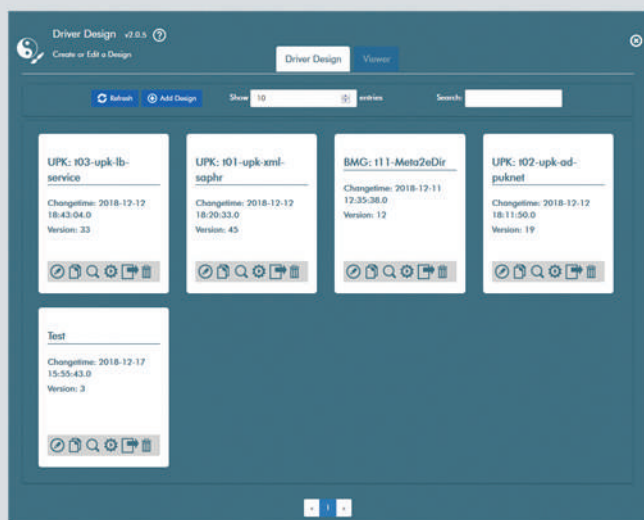 Driver Design v2.0.5 ?
Create or Edit a Design
Driver Design Viewer
Refresh Add Design Show 10 entries Search:
UPK: t03-upk-lb-
service
Changetime: 2018-12-12
18:43:04.0
Version: 33
UPK: t01-upk-xml-
saphr
Changetime: 2018-12-12
18:20:33.0
Version: 45
BMG: t11-Meta2eDir
Changetime: 2018-12-11
12:35:38.0
Version: 12
UPK: t02-upk-ad-
puknet
Changetime: 2018-12-12
18:11:50.0
Version: 19
Test
Changetime: 2018-12-17
15:55:43.0
Version: 3
« 1 »